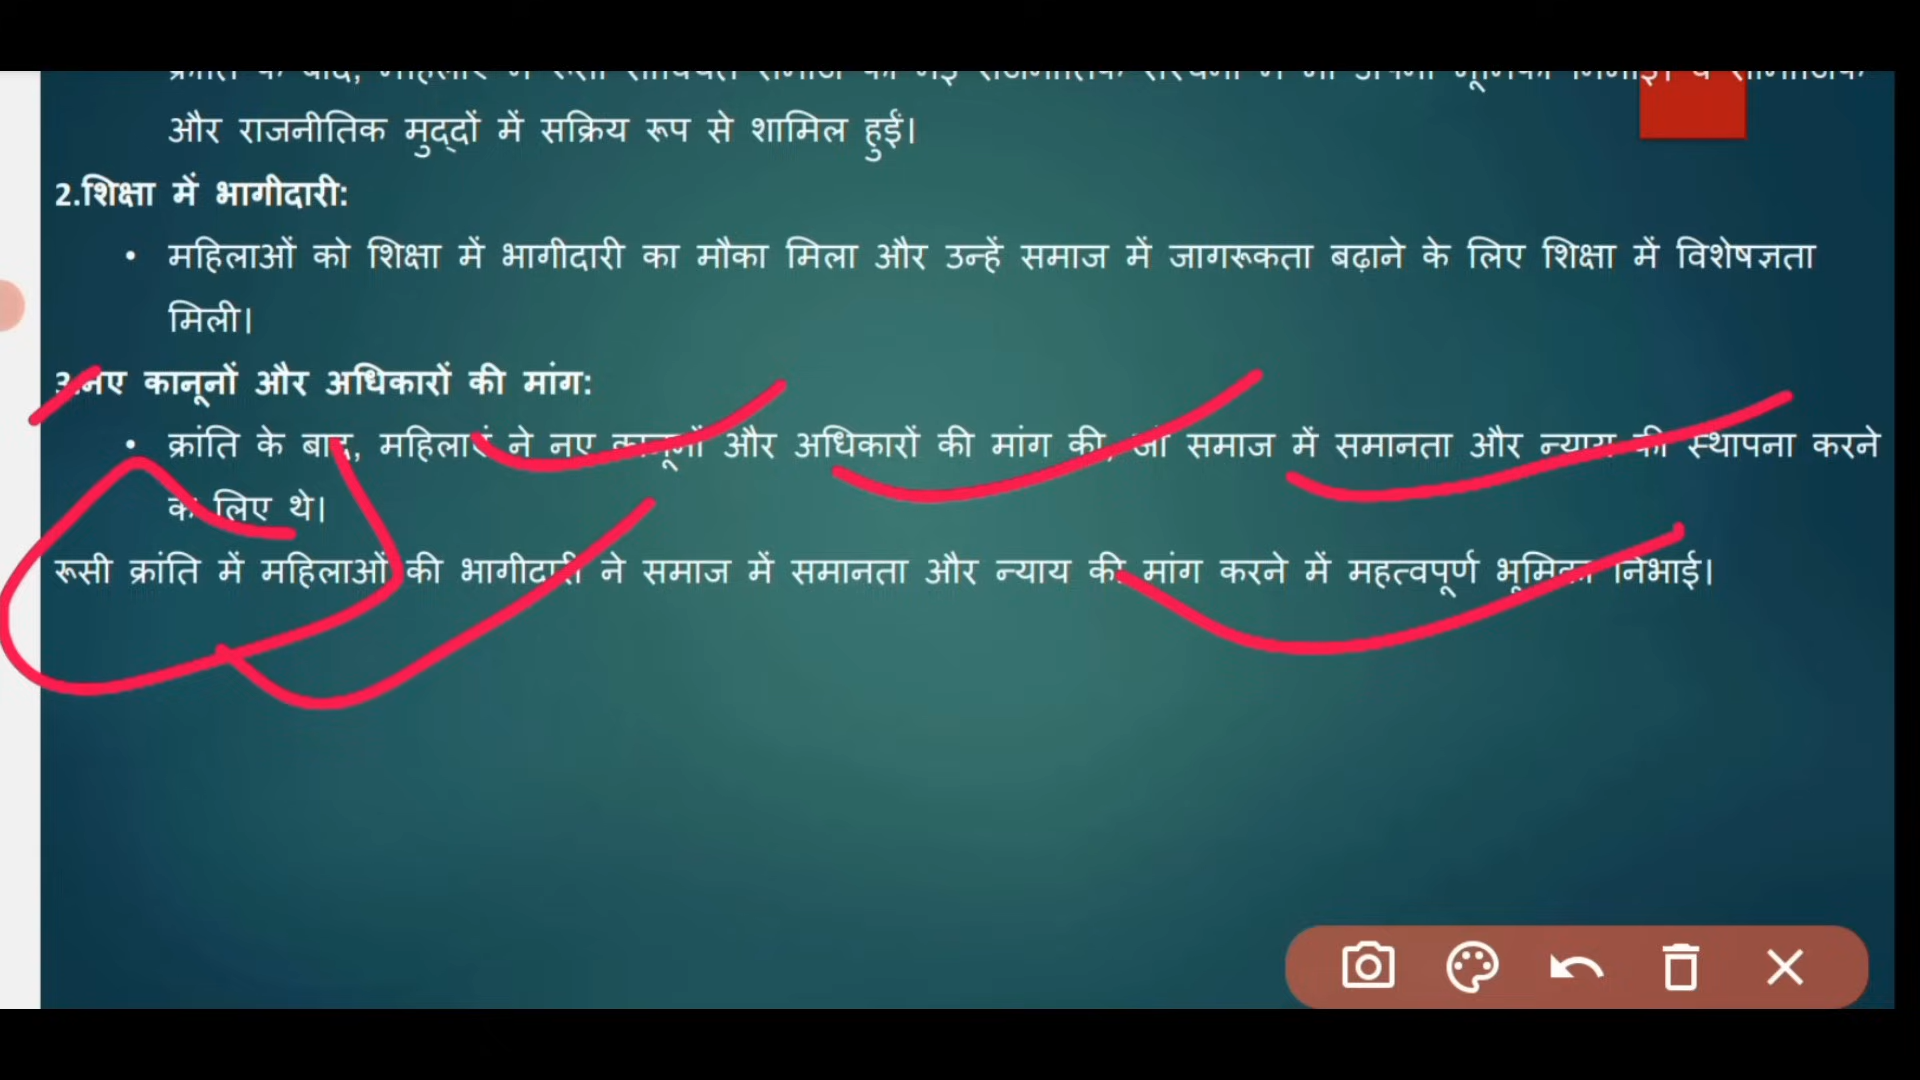 और राजनीतिक मुद्दों में सक्रिय रूप से शामिल हुईं।
2.शिक्षा में भागीदारी:
• महिलाओं को शिक्षा में भागीदारी का मौका मिला और उन्हें समाज में जागरूकता बढ़ाने के लिए शिक्षा में विशेषज्ञता
मिली।
3.नए कानूनों और अधिकारों की मांग:
• क्रांति के बाद, महिलाएं ने नए कानूनों और अधिकारों की मांग की, जो समाज में समानता और न्याय की स्थापना करने
के लिए थे।
रूसी क्रांति में महिलाओं की भागीदारी ने समाज में समानता और न्याय की मांग करने में महत्वपूर्ण भूमिका निभाई।